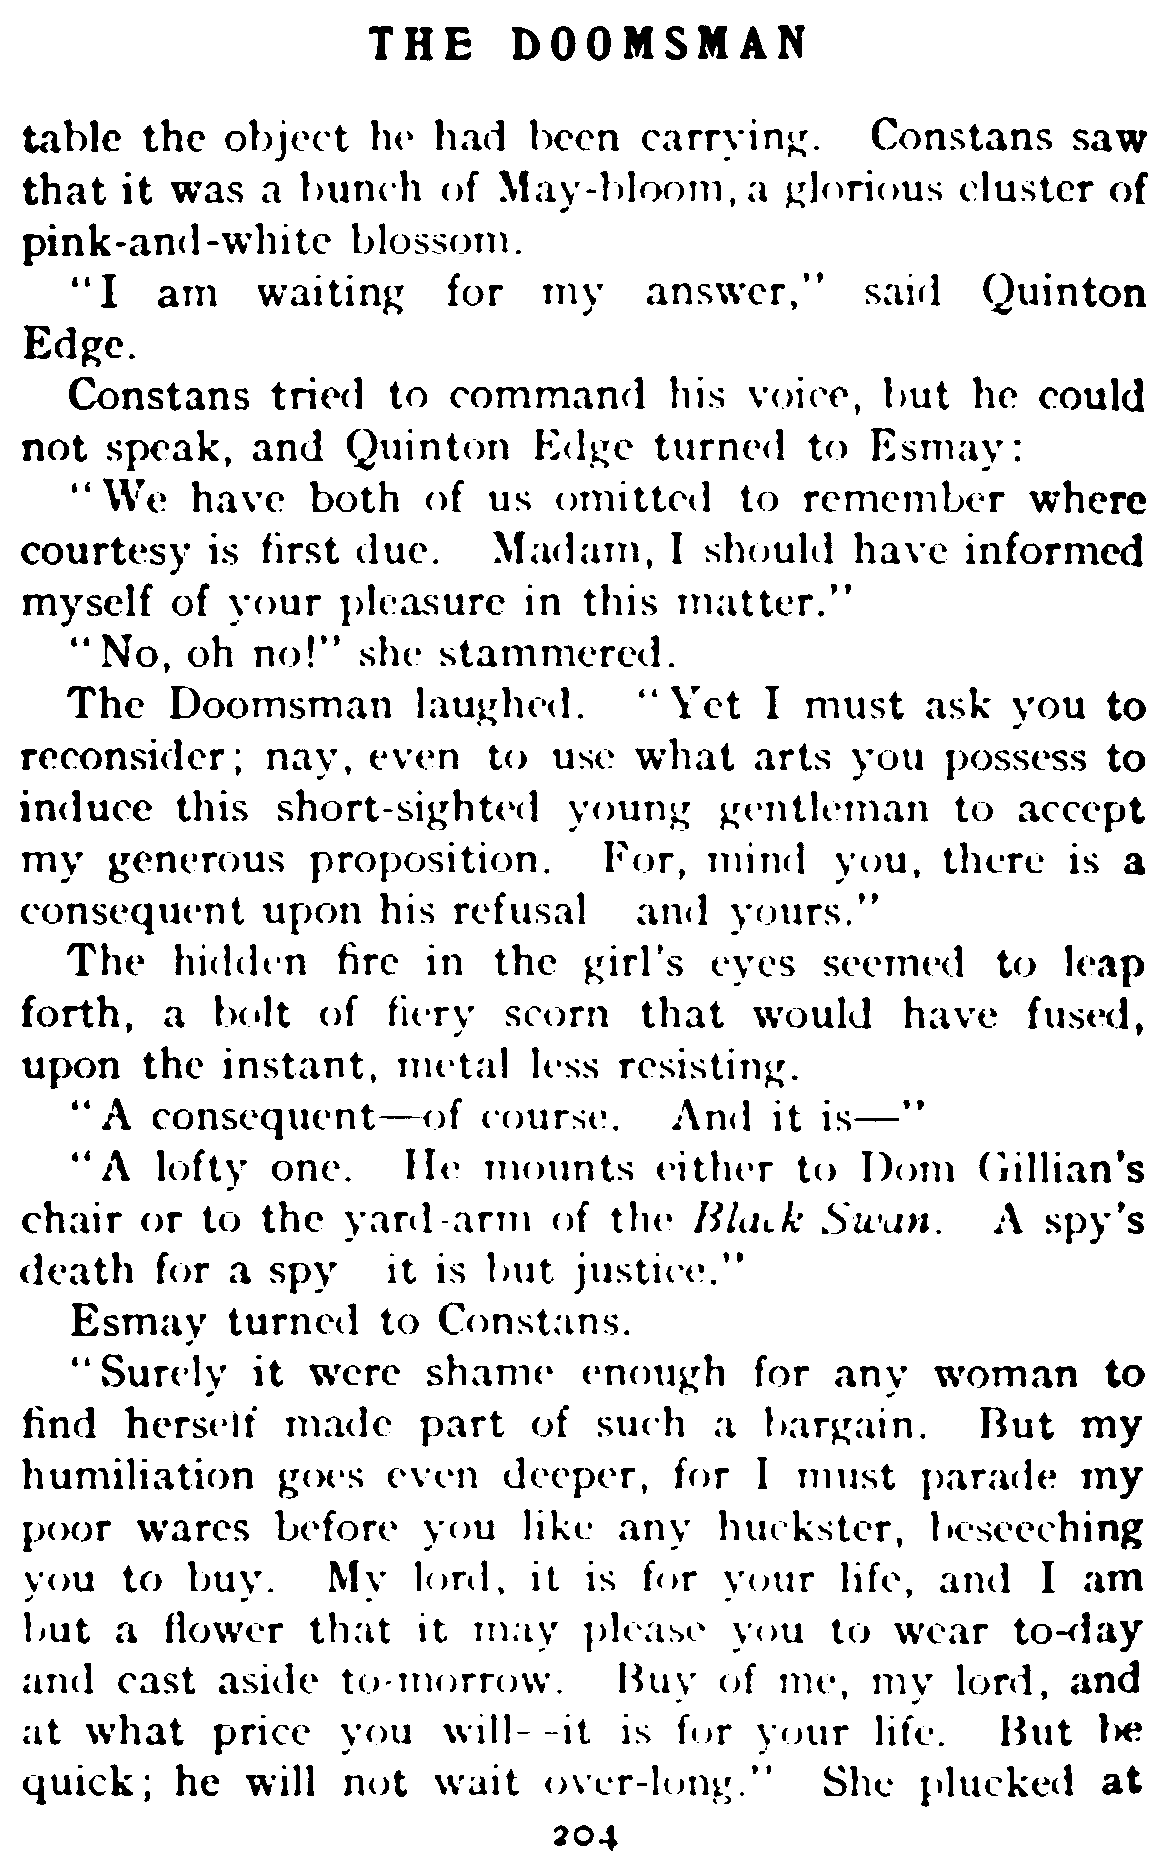 THE DOOMSMAN
table the object he had been carrying. Constans saw
that it was a bunch of May-bloom, a glorious cluster of
pink-and-white blossom.
"I am waiting for my answer," said Quinton
Edge.
Constans tried to command his voice, but he could
not speak, and Quinton Edge turned to Esmay:
"We have both of us omitted to remember where
courtesy is first due. Madam, I should have informed
myself of your pleasure in this matter."
"No, oh no!" she stammered.
The Doomsman laughed. "Yet I must ask you to
reconsider; nay, even to use what arts you possess to
induce this short-sighted young gentleman to accept
my generous proposition. For, mind you, there is a
consequent upon his refusal and yours."
The hidden fire in the girl's eyes seemed to leap
forth, a bolt of fiery scorn that would have fused,
upon the instant, metal less resisting.
"A consequent—of course. And it is—"
"A lofty one. He mounts either to Dom Gillian's
chair or to the yard-arm of the Black Swan. A spy's
death for a spy it is but justice."
Esmay turned to Constans.
"Surely it were shame enough for any woman to
find herself made part of such a bargain. But my
humiliation goes even deeper, for I must parade my
poor wares before you like any huckster, beseeching
you to buy. My lord, it is for your life, and I am
but a flower that it may please you to wear to-day
and cast aside to-morrow. Buy of me, my lord, and
at what price you will--it is for your life. But be
quick; he will not wait over-long." She plucked at
204